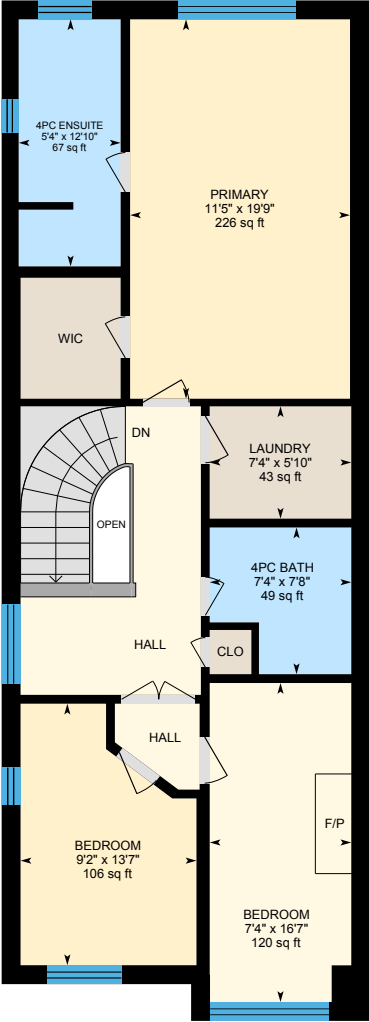 4PC ENSUITE
5'4" x 12'10"
67 sq ft
PRIMARY
11'5" x 19'9"
226 sq ft
WIC
DN
LAUNDRY
7'4" x 5'10"
43 sq ft
OPEN
4PC BATH
7'4" x 7'8"
49 sq ft
HALL
CLO
HALL
F/P
BEDROOM
9'2" x 13'7"
106 sq ft
BEDROOM
7'4" x 16'7"
120 sq ft